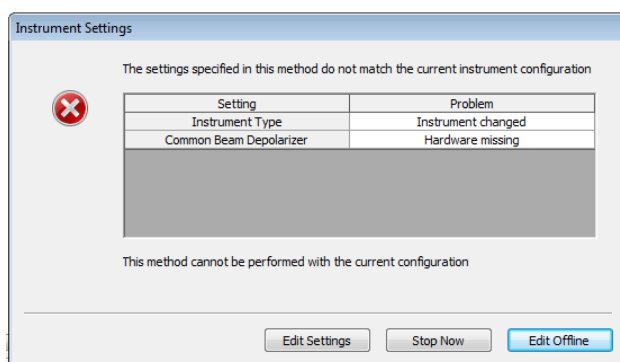 Instrument Settings
The settings specified in this method do not match the current instrument configuration
Setting Problem
Instrument Type Instrument changed
Common Beam Depolarizer Hardware missing
This method cannot be performed with the current configuration
Edit Settings Stop Now Edit Offline